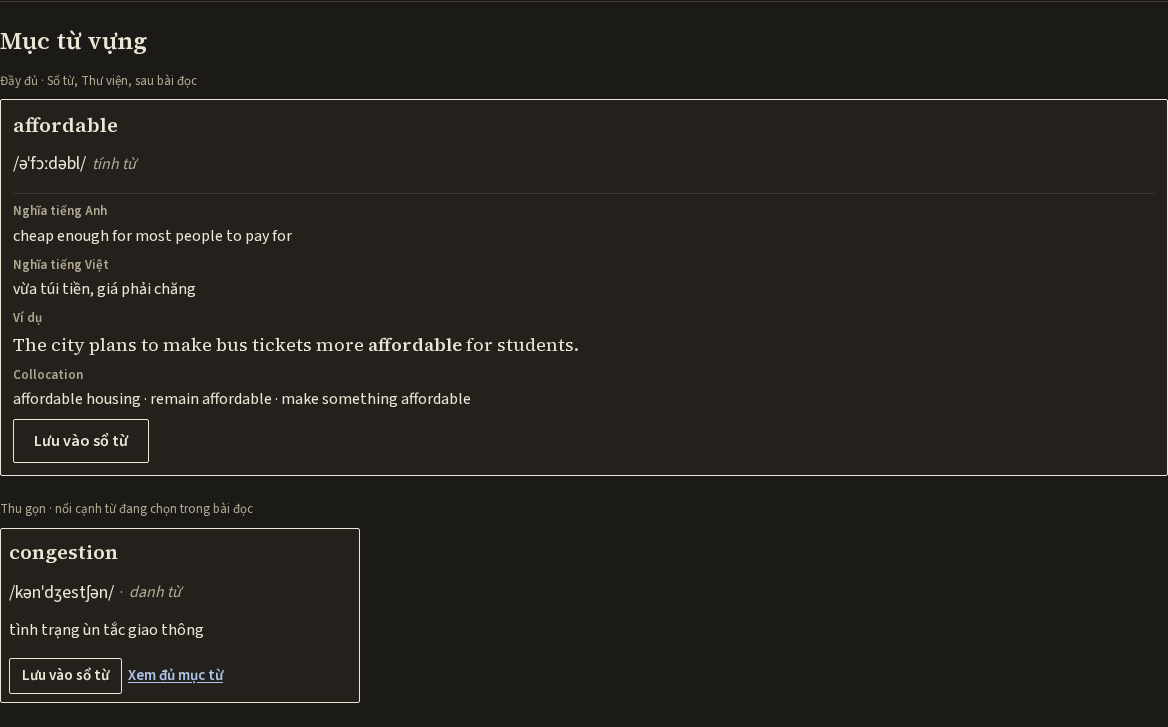 Mục từ vựng
Đầy đủ · Sổ từ, Thư viện, sau bài đọc
affordable
/əˈfɔːdəbl/ tính từ
Nghĩa tiếng Anh
cheap enough for most people to pay for
Nghĩa tiếng Việt
vừa túi tiền, giá phải chăng
Ví dụ
The city plans to make bus tickets more affordable for students.
Collocation
affordable housing · remain affordable · make something affordable
Lưu vào sổ từ
Thu gọn · nổi cạnh từ đang chọn trong bài đọc
congestion
/kənˈdʒestʃən/ · danh từ
tình trạng ùn tắc giao thông
Lưu vào sổ từ Xem đủ mục từ